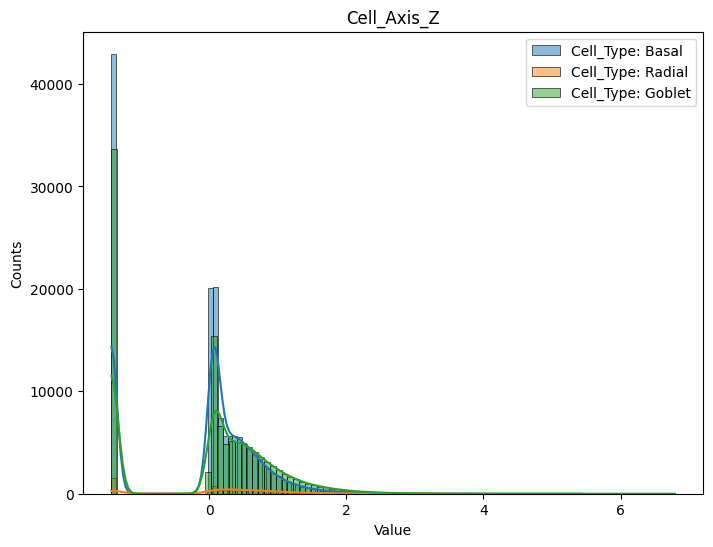 Cell_Axis_Z
Cell_Type: Basal
Cell_Type: Radial
Cell_Type: Goblet
40000
30000
20000
10000
0
Counts
0
2
4
6
Value